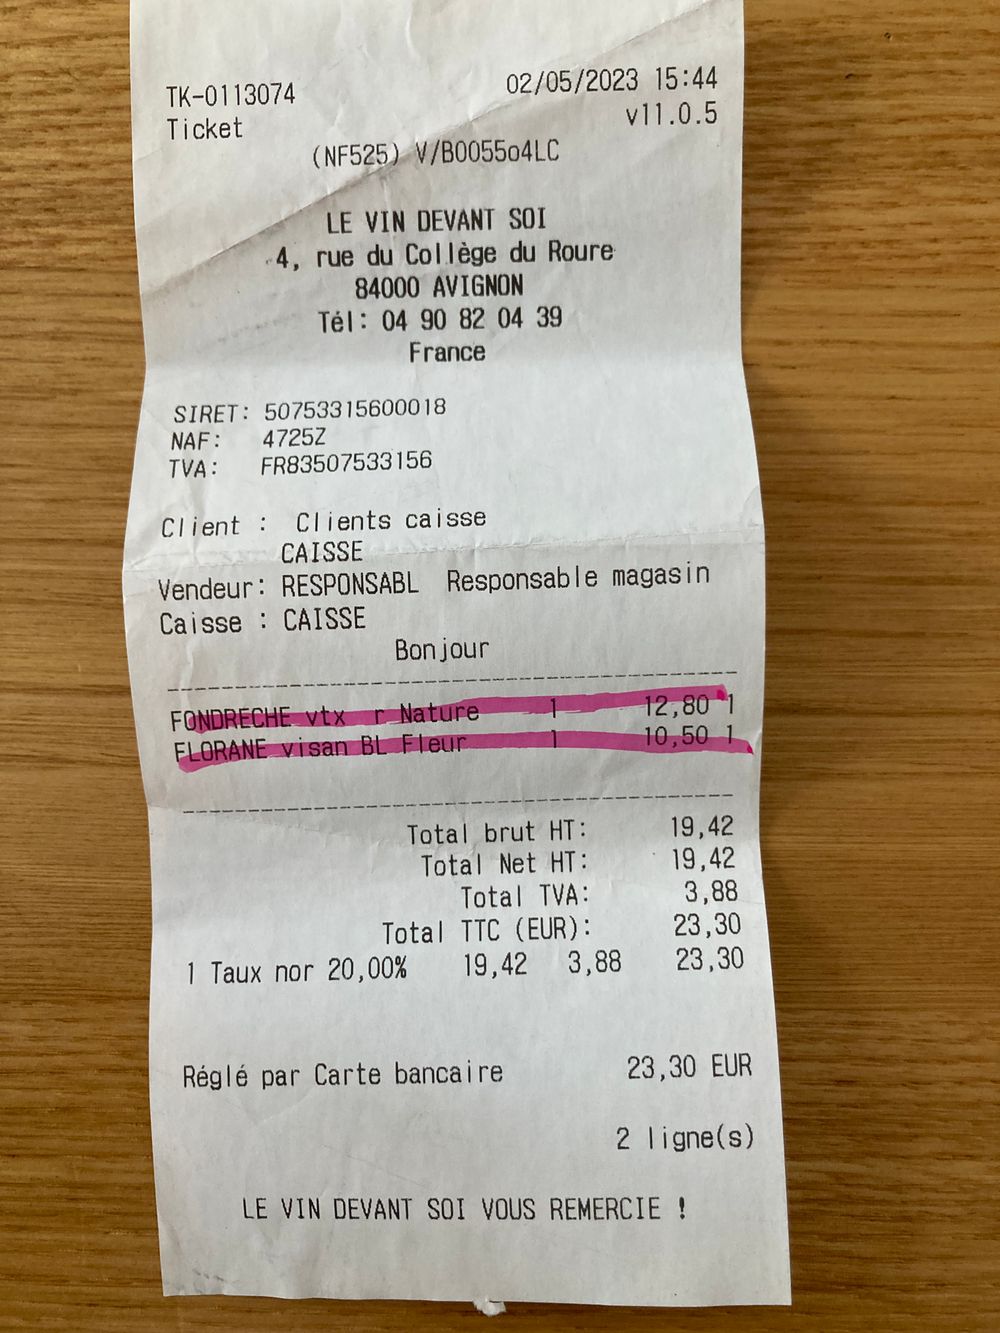 TK-0113074 02/05/2023 15:44
Ticket v11.0.5
(NF525) V/B0055o4LC
LE VIN DEVANT SOI
4, rue du Collège du Roure
84000 AVIGNON
Tél: 04 90 82 04 39
France
SIRET: 50753315600018
NAF: 4725Z
TVA: FR83507533156
Client : Clients caisse
CAISSE
Vendeur: RESPONSABL Responsable magasin
Caisse : CAISSE
Bonjour
FONDRECHE vtx r Nature 1 12,80 1
FLORANE visan BL Fleur 1 10,50 1
Total brut HT: 19,42
Total Net HT: 19,42
Total TVA: 3,88
Total TTC (EUR): 23,30
1 Taux nor 20,00% 19,42 3,88 23,30
Réglé par Carte bancaire 23,30 EUR
2 ligne(s)
LE VIN DEVANT SOI VOUS REMERCIE !